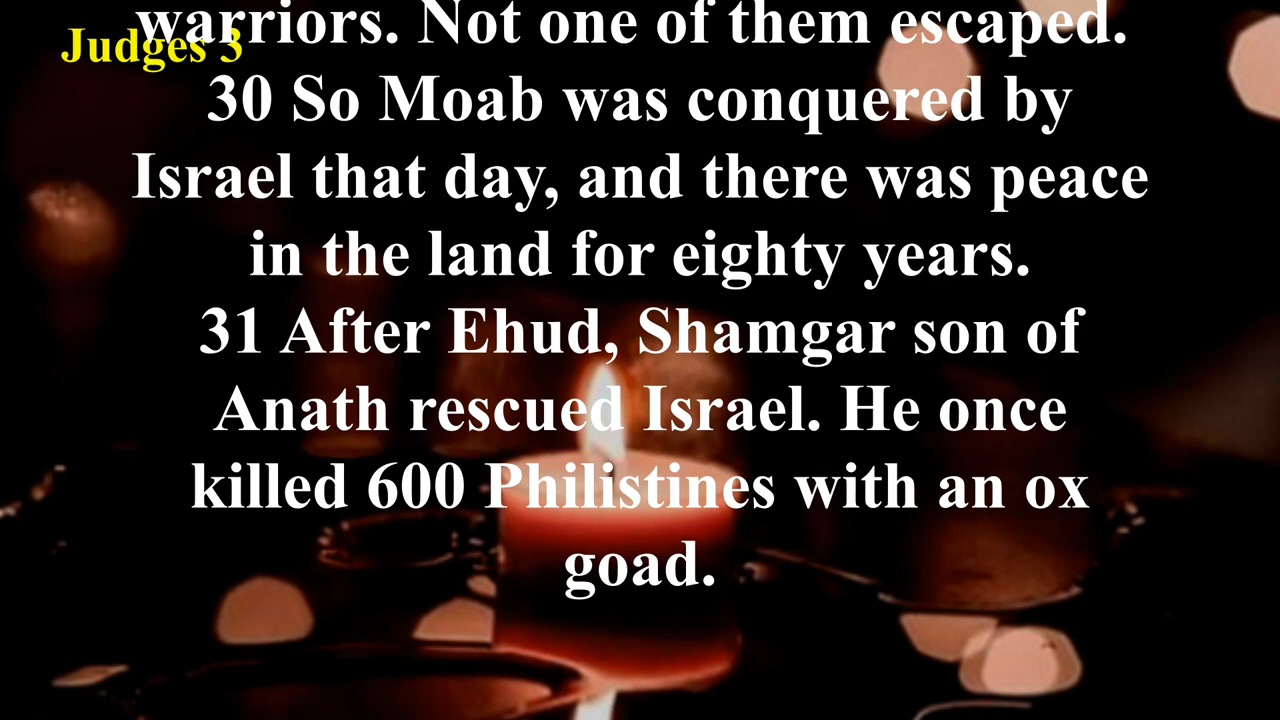 warriors. Not one of them escaped.
Judges 3
30 So Moab was conquered by
Israel that day, and there was peace
in the land for eighty years.
31 After Ehud, Shamgar son of
Anath rescued Israel. He once
killed 600 Philistines with an ox
goad.